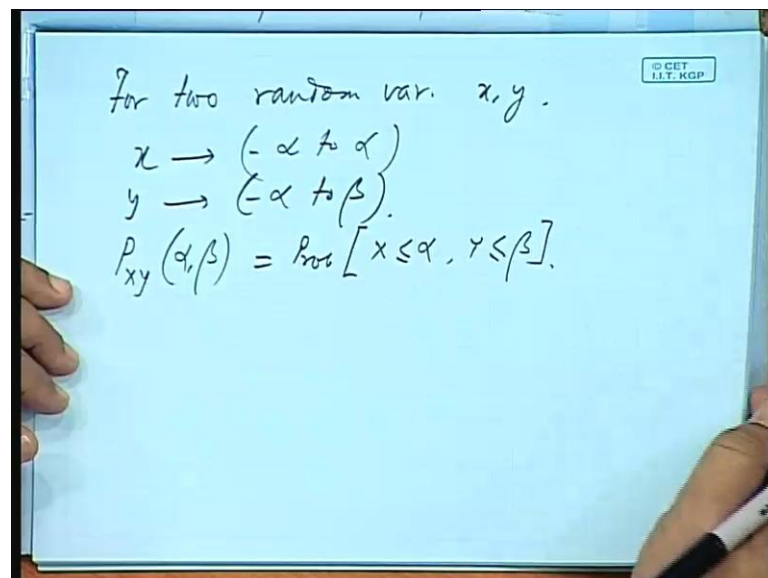 For two random var. x, y.
© CET
I.I.T. KGP
x → (-α to α)
y → (-α to β).
P_xy (α,β) = Prob [X ≤ α, Y ≤ β].